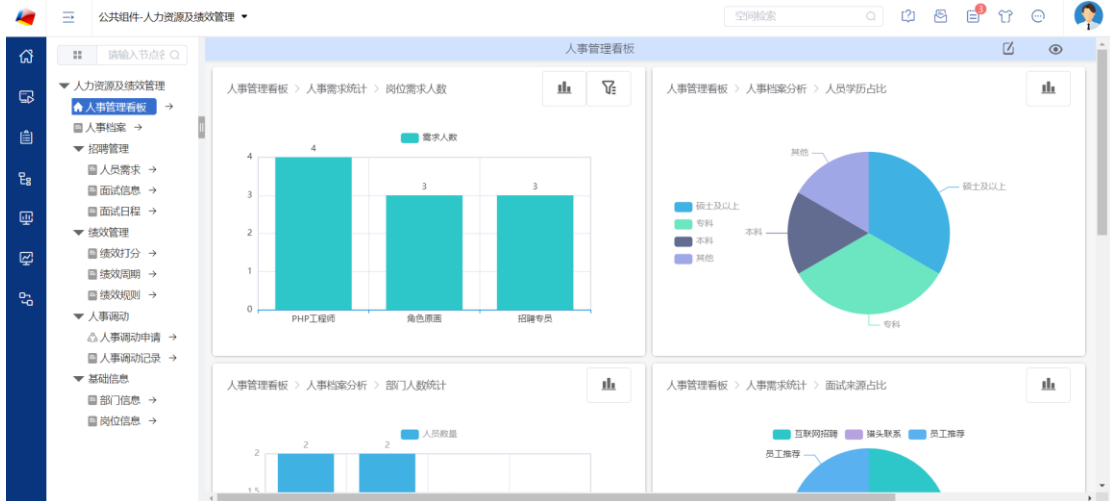 公共组件-人力资源及绩效管理
空间检索
3
请输入节点名
人力资源及绩效管理
人事管理看板
人事档案
招聘管理
人员需求
面试信息
面试日程
绩效管理
绩效打分
绩效周期
绩效规则
人事调动
人事调动申请
人事调动记录
基础信息
部门信息
岗位信息
人事管理看板
人事管理看板 > 人事需求统计 > 岗位需求人数
需求人数
4
3
2
1
0
4
3
3
PHP工程师
角色原画
招聘专员
人事管理看板 > 人事档案分析 > 人员学历占比
硕士及以上
专科
本科
其他
其他
硕士及以上
本科
专科
人事管理看板 > 人事档案分析 > 部门人数统计
人员数量
2
1.5
2
2
人事管理看板 > 人事需求统计 > 面试来源占比
互联网招聘 猎头联系 员工推荐
员工推荐